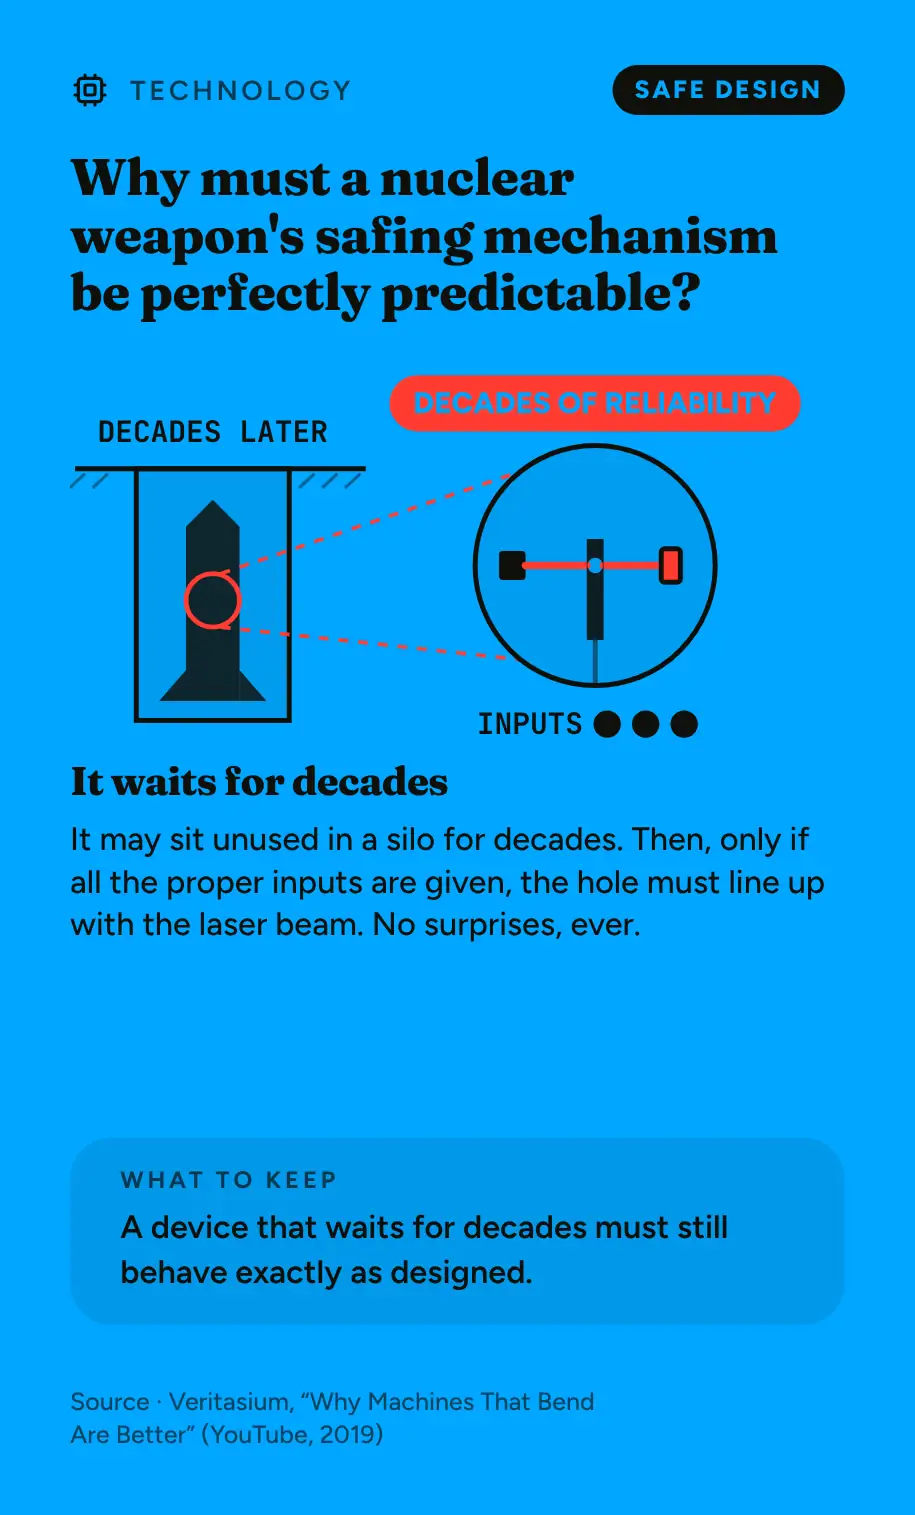 TECHNOLOGY
SAFE DESIGN
Why must a nuclear
weapon's safing mechanism
be perfectly predictable?
DECADES OF RELIABILITY
DECADES LATER
INPUTS
It waits for decades
It may sit unused in a silo for decades. Then, only if
all the proper inputs are given, the hole must line up
with the laser beam. No surprises, ever.
WHAT TO KEEP
A device that waits for decades must still
behave exactly as designed.
Source · Veritasium, “Why Machines That Bend
Are Better” (YouTube, 2019)